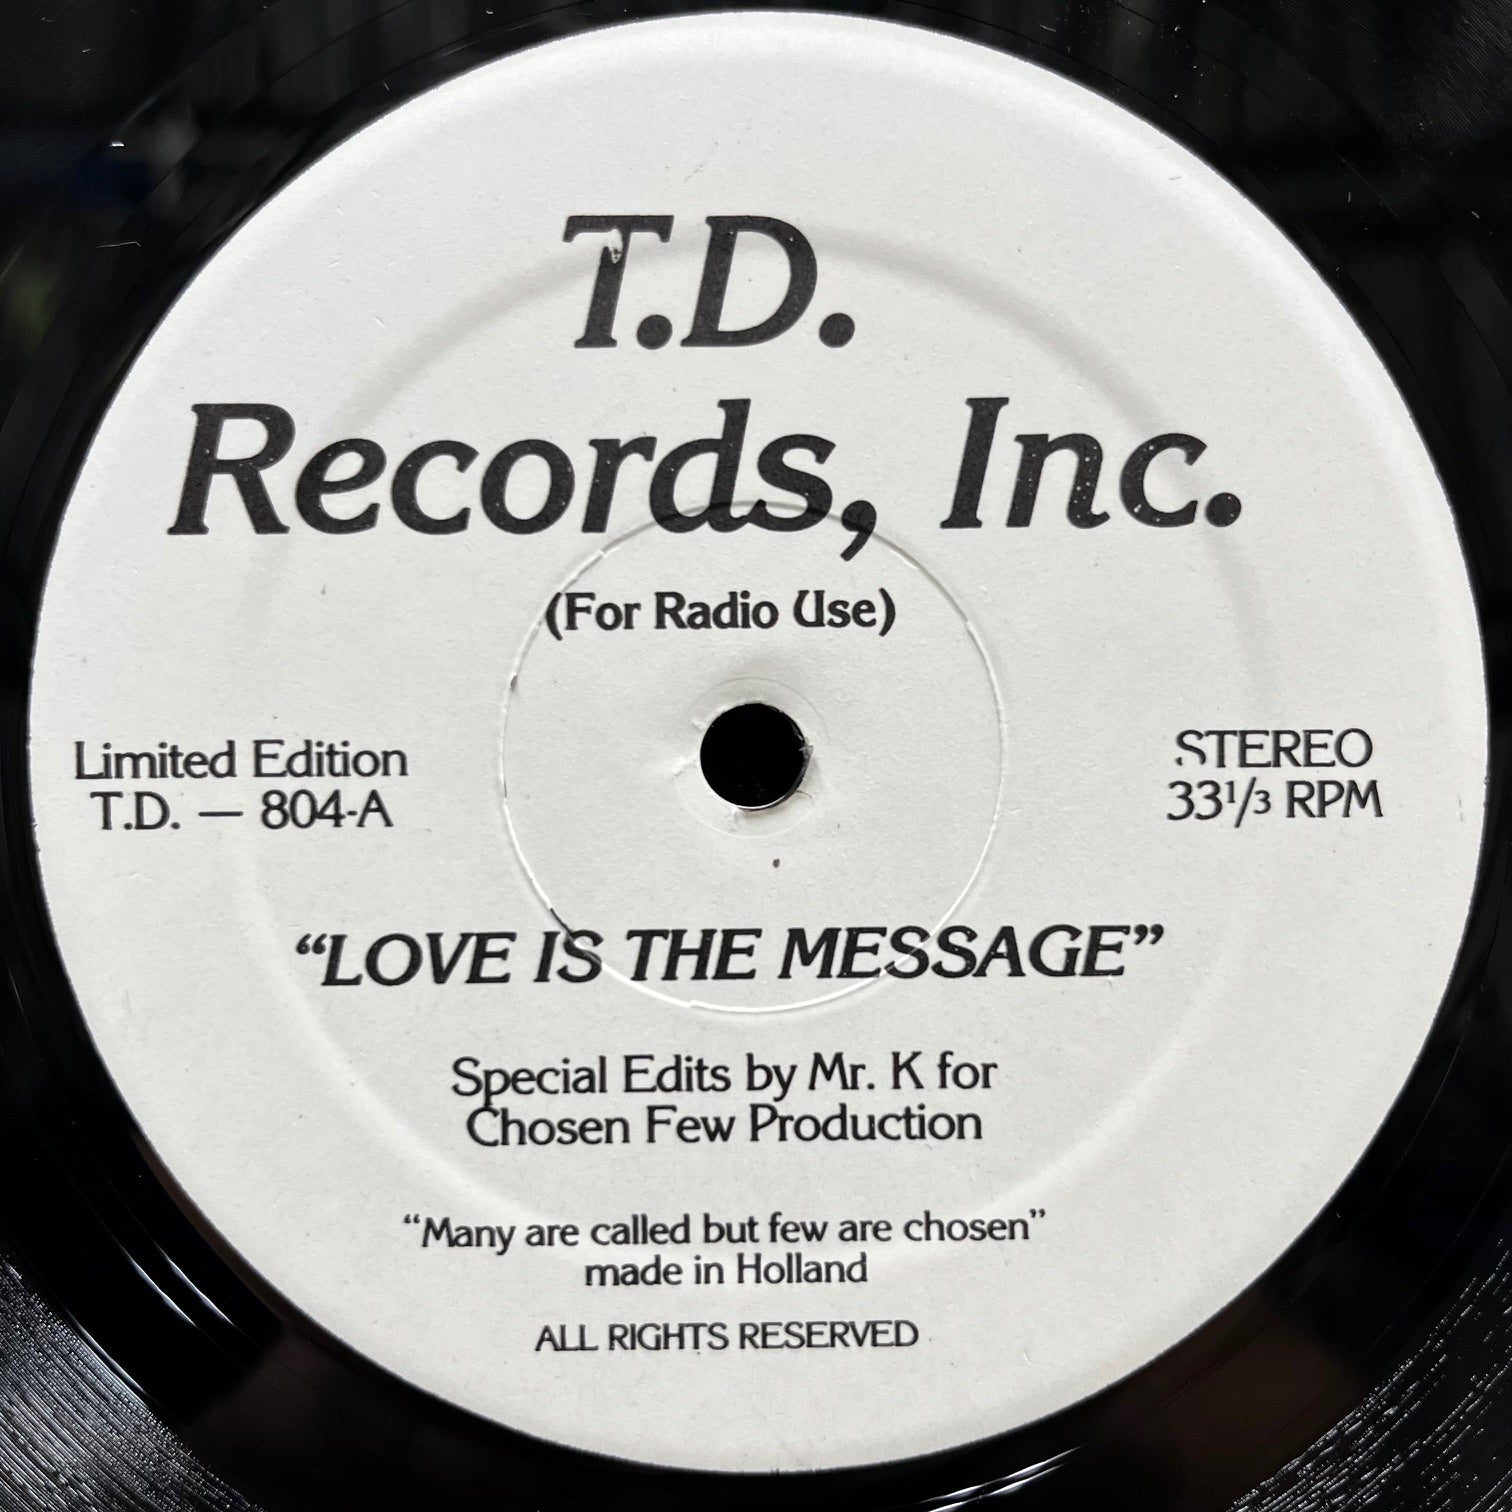 T.D.
Records, Inc.
(For Radio Use)
Limited Edition
T.D. — 804-A
STEREO
33¹/3 RPM
“LOVE IS THE MESSAGE”
Special Edits by Mr. K for
Chosen Few Production
“Many are called but few are chosen”
made in Holland
ALL RIGHTS RESERVED